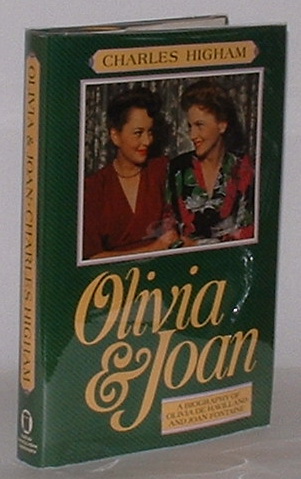 CHARLES HIGHAM
Olivia
& Joan
A BIOGRAPHY OF
OLIVIA DE HAVILLAND
AND JOAN FONTAINE
OLIVIA & JOAN·CHARLES HIGHAM